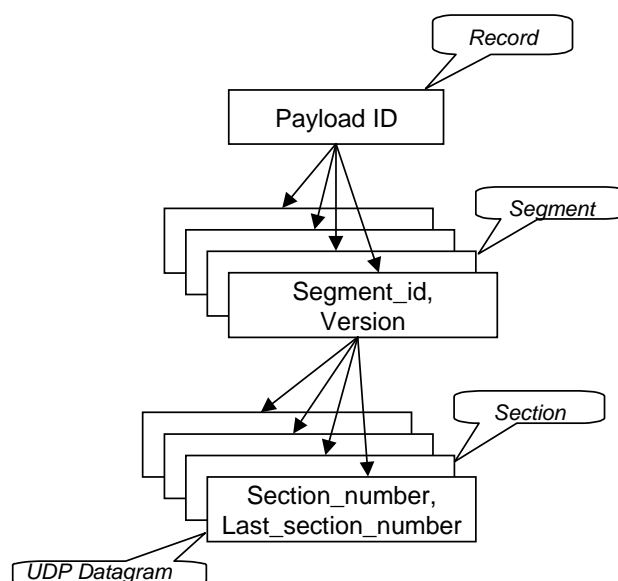 Record
Payload ID
Segment
Segment_id,
Version
Section
Section_number,
Last_section_number
UDP Datagram